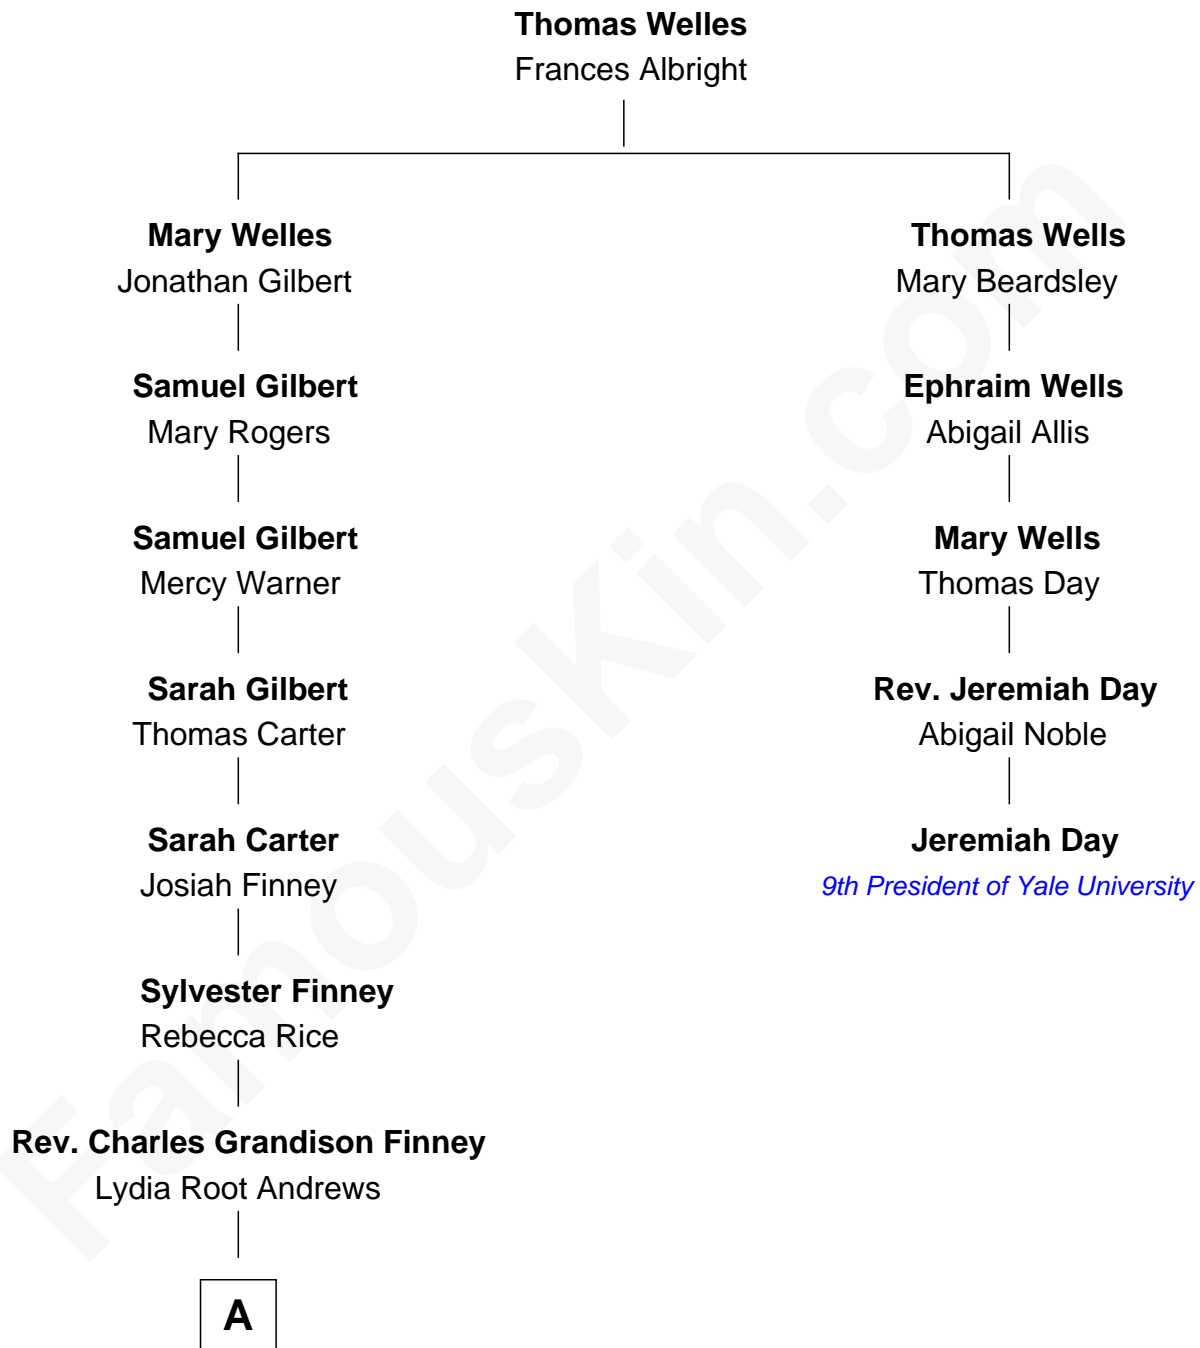 Thomas Welles
Frances Albright
Mary Welles
Jonathan Gilbert
Thomas Wells
Mary Beardsley
Samuel Gilbert
Mary Rogers
Ephraim Wells
Abigail Allis
Samuel Gilbert
Mercy Warner
Mary Wells
Thomas Day
Sarah Gilbert
Thomas Carter
Rev. Jeremiah Day
Abigail Noble
Sarah Carter
Josiah Finney
Jeremiah Day
9th President of Yale University
Sylvester Finney
Rebecca Rice
Rev. Charles Grandison Finney
Lydia Root Andrews
A
FamousKin.com